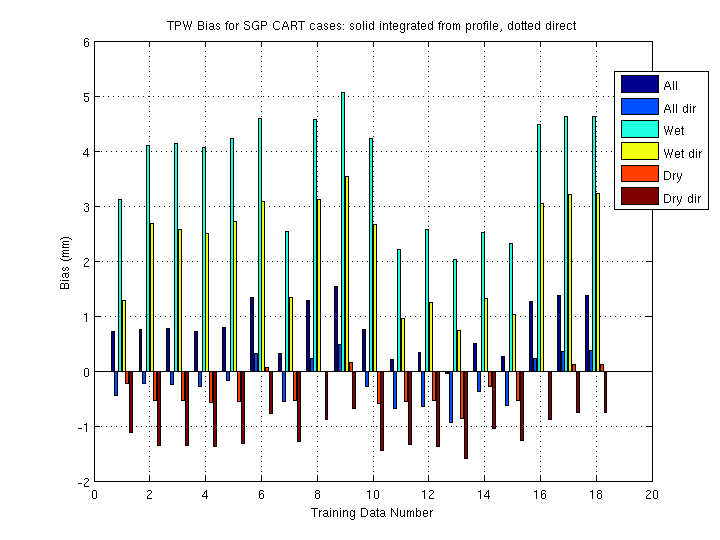 TPW Bias for SGP CART cases: solid integrated from profile, dotted direct
6
5
4
3
2
1
0
-1
-2
Bias (mm)
0 2 4 6 8 10 12 14 16 18 20
Training Data Number
All
All dir
Wet
Wet dir
Dry
Dry dir